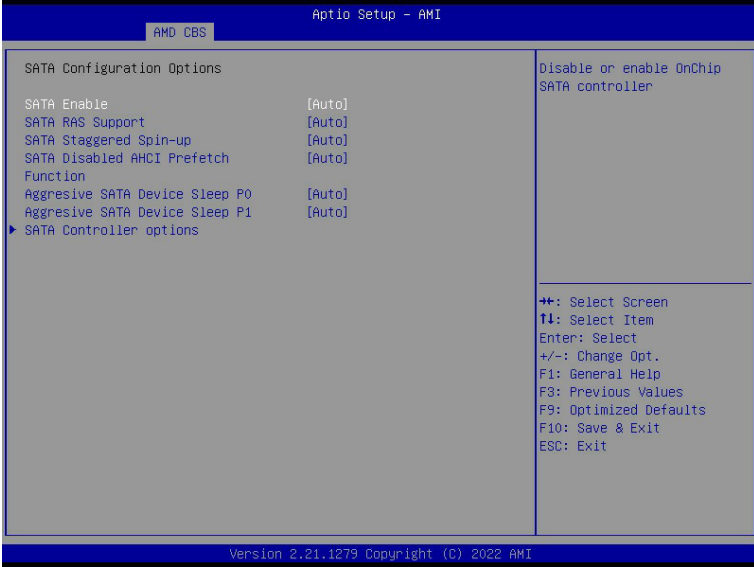 Aptio Setup - AMI
AMD CBS
SATA Configuration Options
SATA Enable [Auto]
SATA RAS Support [Auto]
SATA Staggered Spin-up [Auto]
SATA Disabled AHCI Prefetch [Auto]
Function
Aggresive SATA Device Sleep P0 [Auto]
Aggresive SATA Device Sleep P1 [Auto]
SATA Controller options
Disable or enable OnChip
SATA controller
→←: Select Screen
↑↓: Select Item
Enter: Select
+/-: Change Opt.
F1: General Help
F3: Previous Values
F9: Optimized Defaults
F10: Save & Exit
ESC: Exit
Version 2.21.1279 Copyright (C) 2022 AMI